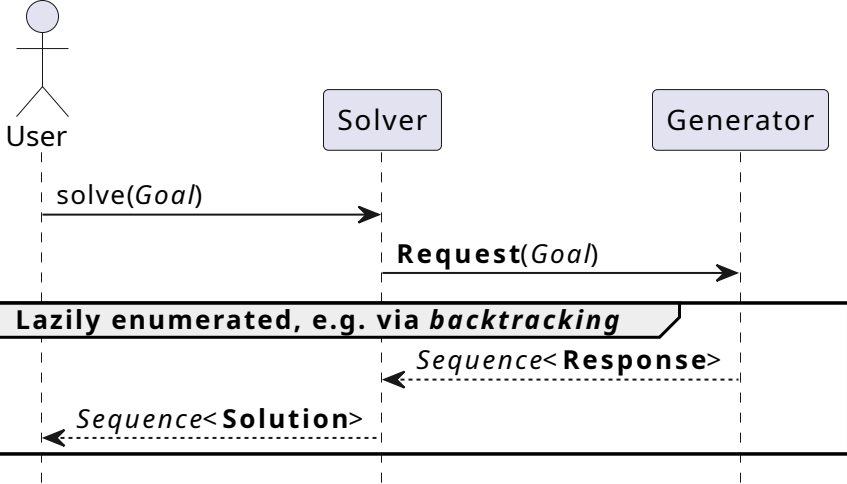 User
Solver
Generator
solve(Goal)
Request(Goal)
Lazily enumerated, e.g. via backtracking
Sequence<Response>
Sequence<Solution>